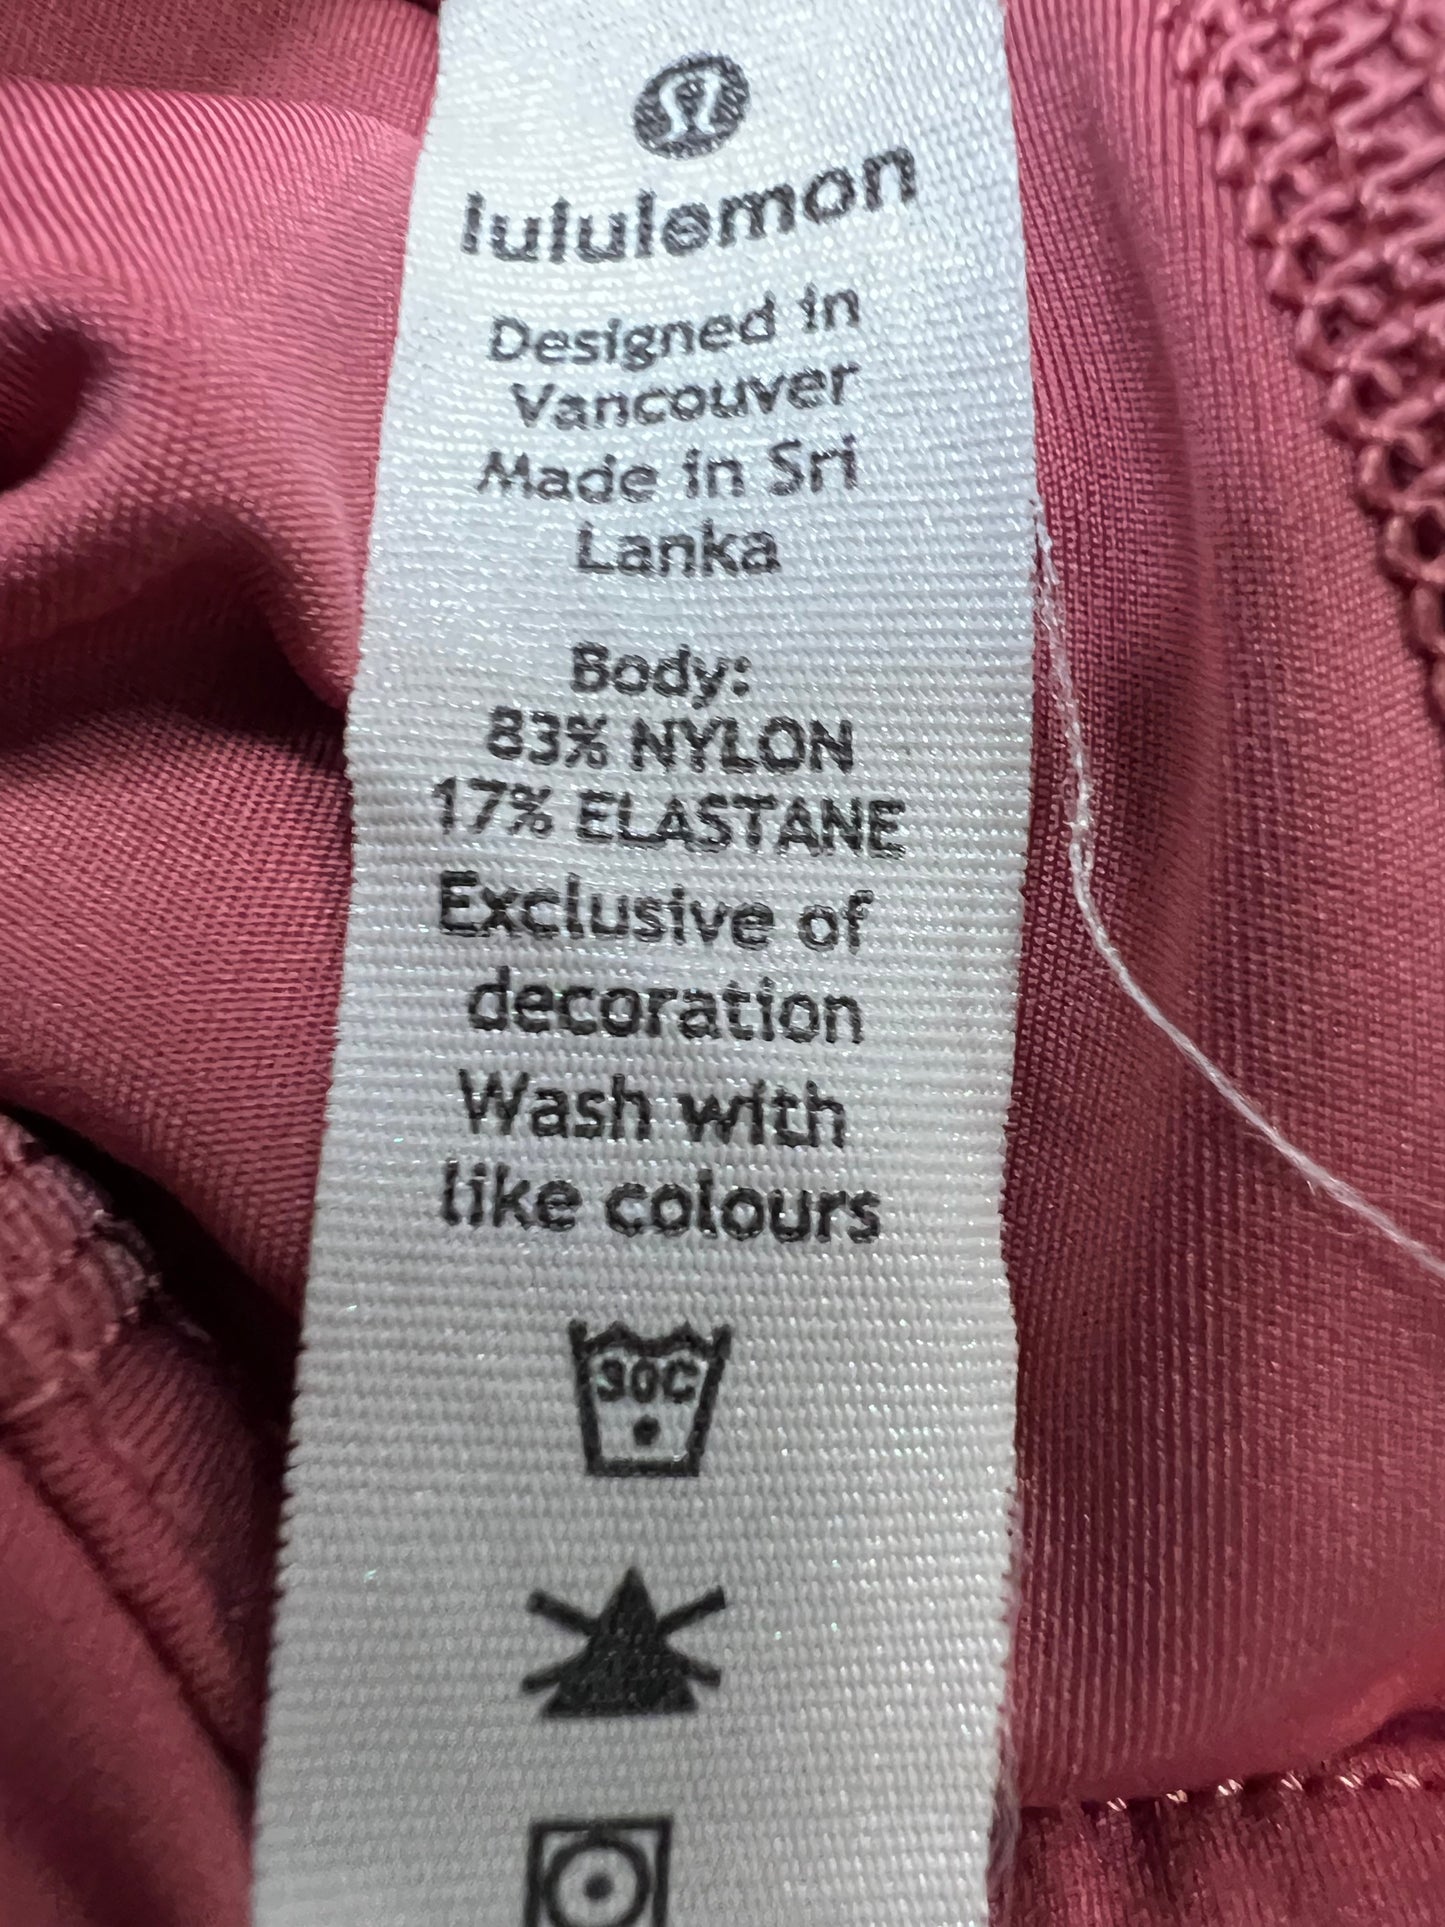 lululemon
Designed in
Vancouver
Made in Sri
Lanka
Body:
83% NYLON
17% ELASTANE
Exclusive of
decoration
Wash with
like colours
30C